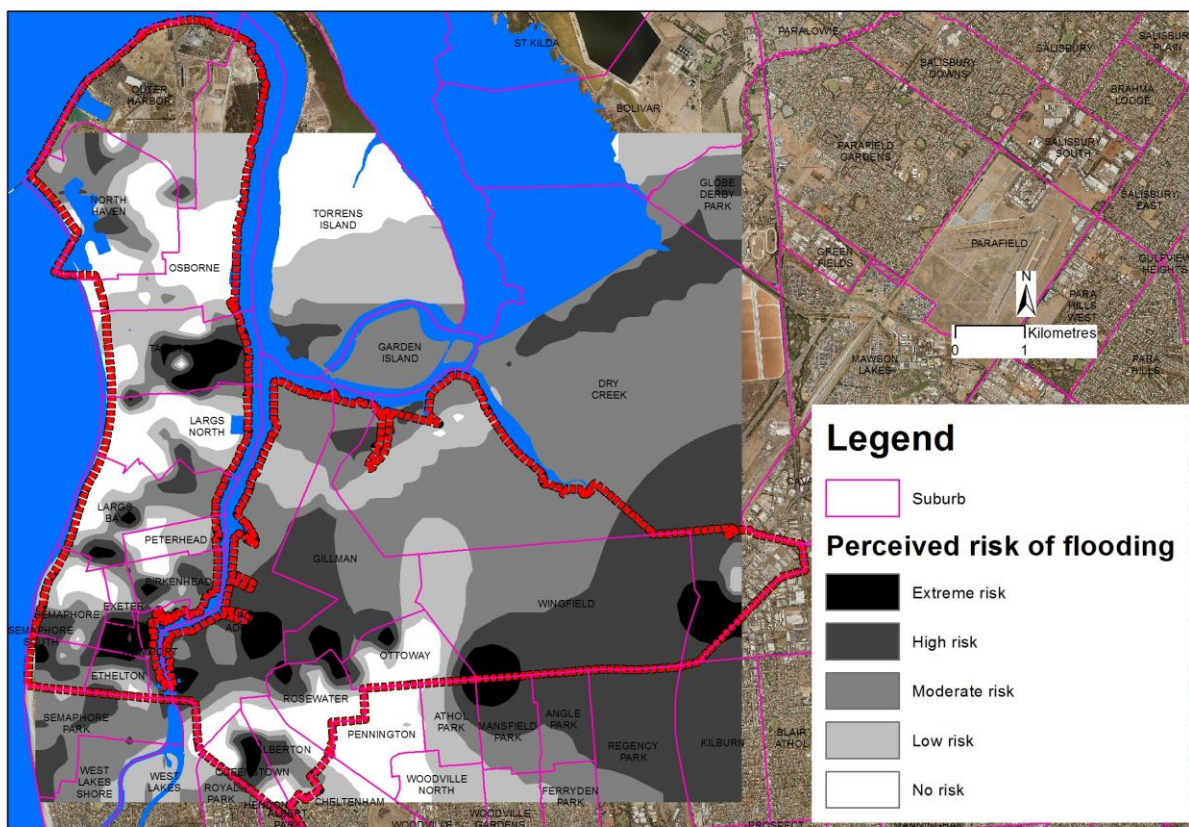 ST KILDA
PARALOWIE
SALISBURY
DOWNS
SALISBURY
SALISBURY
PLAIN
OUTER
HARBOR
BOLIVAR
BRAHMA
LODGE
PARAFIELD
GARDENS
SALISBURY
SOUTH
NORTH
HAVEN
TORRENS
ISLAND
GLOBE
DERBY
PARK
SALISBURY
EAST
OSBORNE
GREEN
FIELDS
PARAFIELD
GULFVIEW
HEIGHTS
N
PARA
HILLS
WEST
Kilometres
0 1
GARDEN
ISLAND
MAWSON
LAKES
PARA
HILLS
DRY
CREEK
LARGS
NORTH
LARGS
BAY
PETERHEAD
GILLMAN
BIRKENHEAD
WINGFIELD
EXETER
SEMAPHORE
SEMAPHORE
SOUTH
OTTOWAY
ETHELTON
ROSEWATER
SEMAPHORE
PARK
PENNINGTON
ATHOL
PARK
MANSFIELD
PARK
ANGLE
PARK
REGENCY
PARK
KILBURN
BLAIR
ATHOL
WEST
LAKES
SHORE
WEST
LAKES
ROYAL
PARK
CHELTENHAM
WOODVILLE
NORTH
FERRYDEN
PARK
WOODVILLE
GARDENS
Legend
Suburb
Perceived risk of flooding
Extreme risk
High risk
Moderate risk
Low risk
No risk